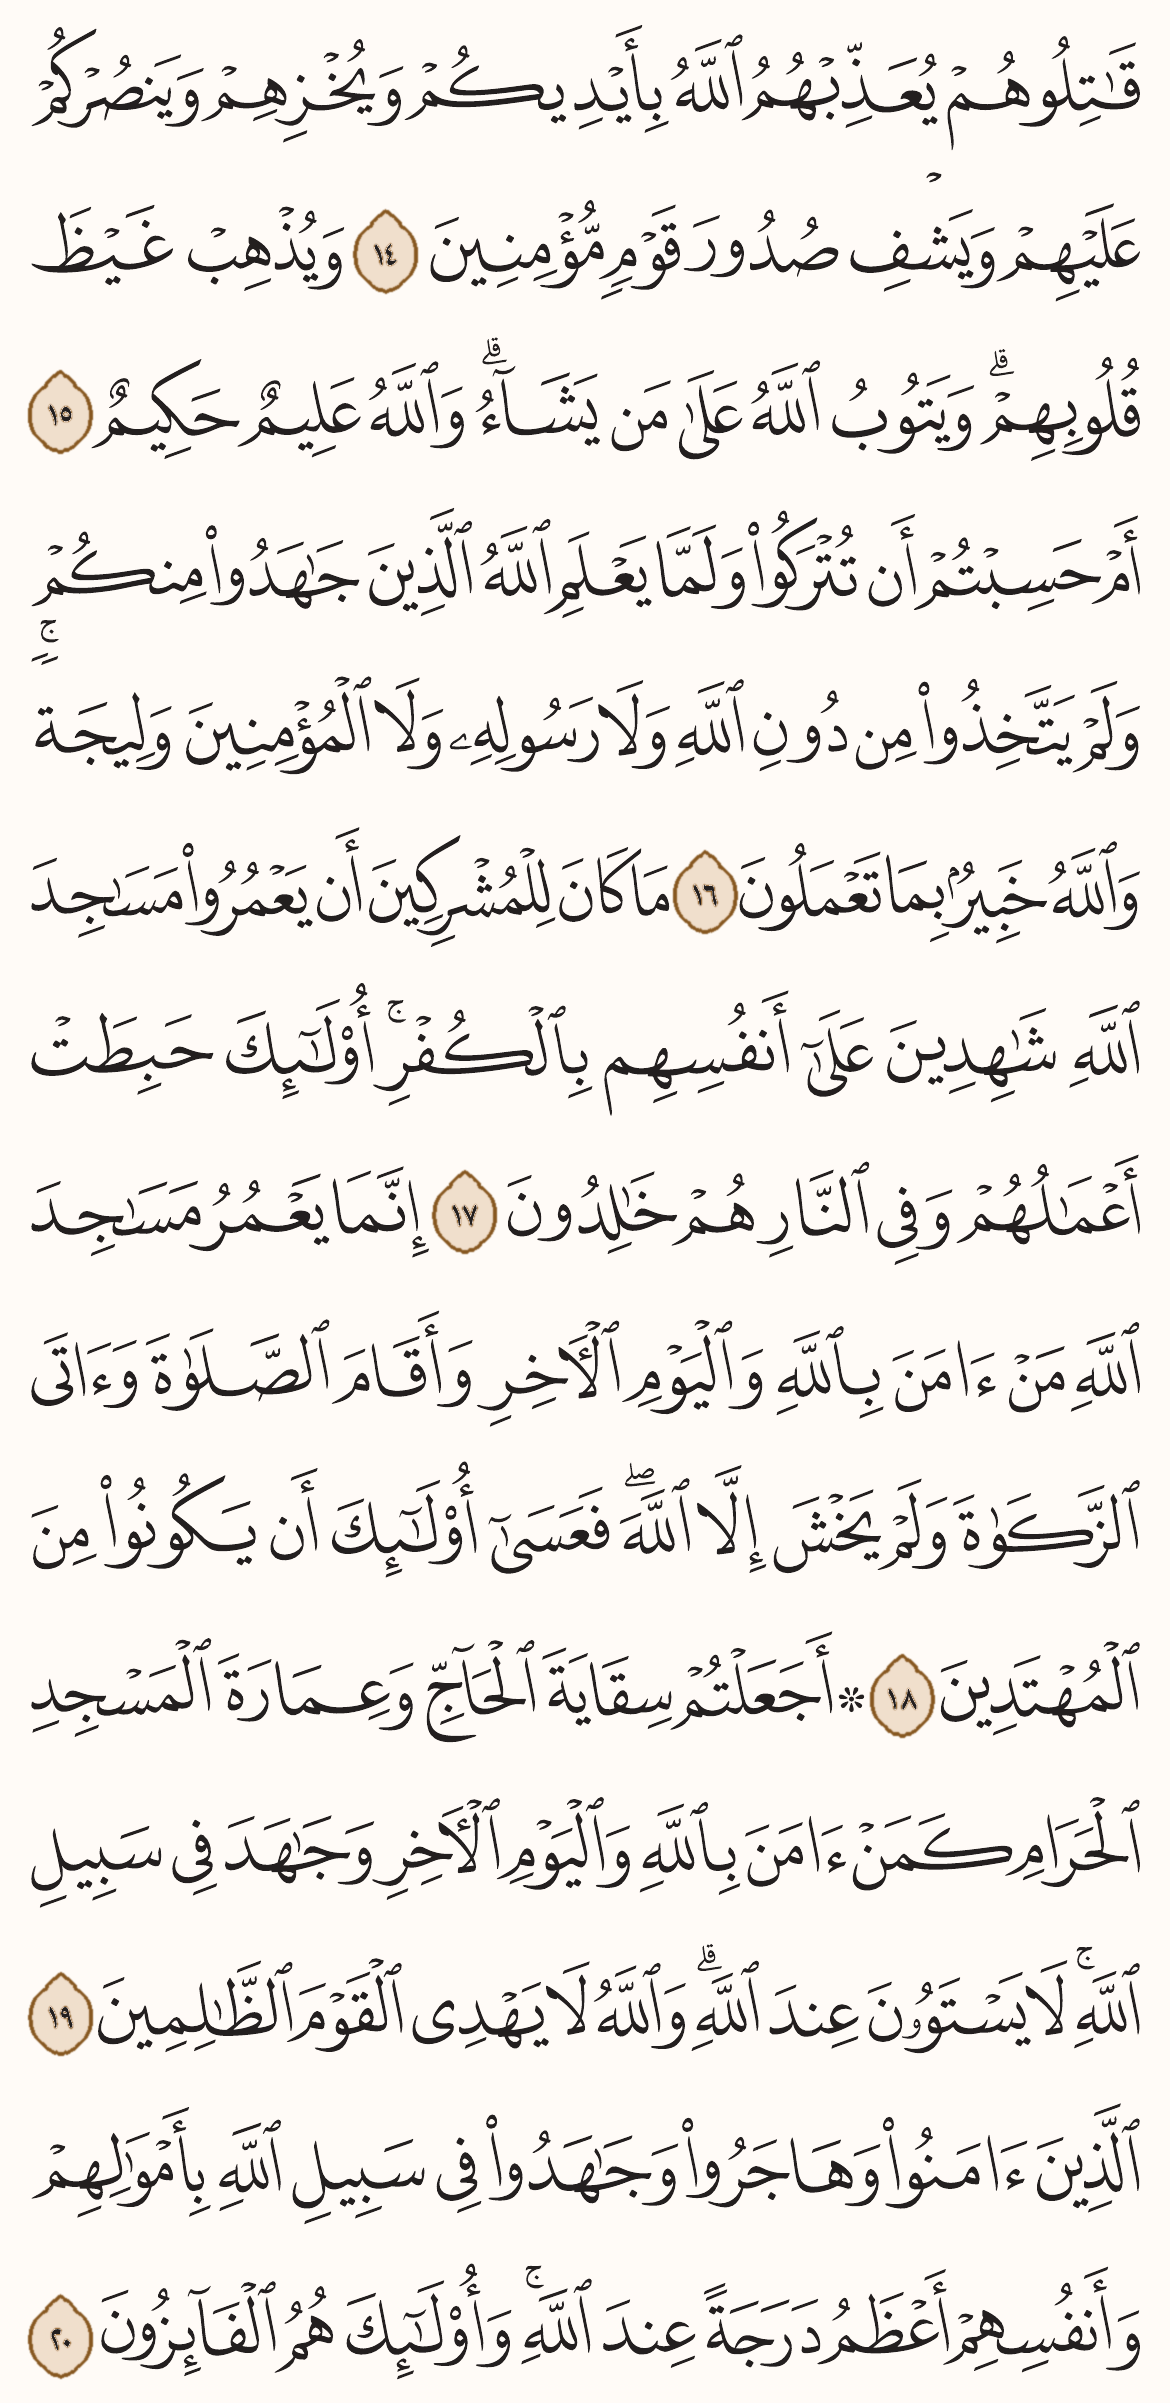 قَٰتِلُوهُمۡ يُعَذِّبۡهُمُ ٱللَّهُ بِأَيۡدِيكُمۡ وَيُخۡزِهِمۡ وَيَنصُرۡكُمۡ
عَلَيۡهِمۡ وَيَشۡفِ صُدُورَ قَوۡمٖ مُّؤۡمِنِينَ ١٤ وَيُذۡهِبۡ غَيۡظَ
قُلُوبِهِمۡۗ وَيَتُوبُ ٱللَّهُ عَلَىٰ مَن يَشَآءُۗ وَٱللَّهُ عَلِيمٌ حَكِيمٌ ١٥
أَمۡ حَسِبۡتُمۡ أَن تُتۡرَكُواْ وَلَمَّا يَعۡلَمِ ٱللَّهُ ٱلَّذِينَ جَٰهَدُواْ مِنكُمۡ
وَلَمۡ يَتَّخِذُواْ مِن دُونِ ٱللَّهِ وَلَا رَسُولِهِۦ وَلَا ٱلۡمُؤۡمِنِينَ وَلِيجَةٗۚ
وَٱللَّهُ خَبِيرُۢ بِمَا تَعۡمَلُونَ ١٦ مَا كَانَ لِلۡمُشۡرِكِينَ أَن يَعۡمُرُواْ مَسَٰجِدَ
ٱللَّهِ شَٰهِدِينَ عَلَىٰٓ أَنفُسِهِم بِٱلۡكُفۡرِۚ أُوْلَٰٓئِكَ حَبِطَتۡ
أَعۡمَٰلُهُمۡ وَفِي ٱلنَّارِ هُمۡ خَٰلِدُونَ ١٧ إِنَّمَا يَعۡمُرُ مَسَٰجِدَ
ٱللَّهِ مَنۡ ءَامَنَ بِٱللَّهِ وَٱلۡيَوۡمِ ٱلۡأٓخِرِ وَأَقَامَ ٱلصَّلَوٰةَ وَءَاتَى
ٱلزَّكَوٰةَ وَلَمۡ يَخۡشَ إِلَّا ٱللَّهَۖ فَعَسَىٰٓ أُوْلَٰٓئِكَ أَن يَكُونُواْ مِنَ
ٱلۡمُهۡتَدِينَ ١٨ ۞أَجَعَلۡتُمۡ سِقَايَةَ ٱلۡحَآجِّ وَعِمَارَةَ ٱلۡمَسۡجِدِ
ٱلۡحَرَامِ كَمَنۡ ءَامَنَ بِٱللَّهِ وَٱلۡيَوۡمِ ٱلۡأٓخِرِ وَجَٰهَدَ فِي سَبِيلِ
ٱللَّهِۚ لَا يَسۡتَوُۥنَ عِندَ ٱللَّهِۗ وَٱللَّهُ لَا يَهۡدِي ٱلۡقَوۡمَ ٱلظَّٰلِمِينَ ١٩
ٱلَّذِينَ ءَامَنُواْ وَهَاجَرُواْ وَجَٰهَدُواْ فِي سَبِيلِ ٱللَّهِ بِأَمۡوَٰلِهِمۡ
وَأَنفُسِهِمۡ أَعۡظَمُ دَرَجَةً عِندَ ٱللَّهِۚ وَأُوْلَٰٓئِكَ هُمُ ٱلۡفَآئِزُونَ ٢٠